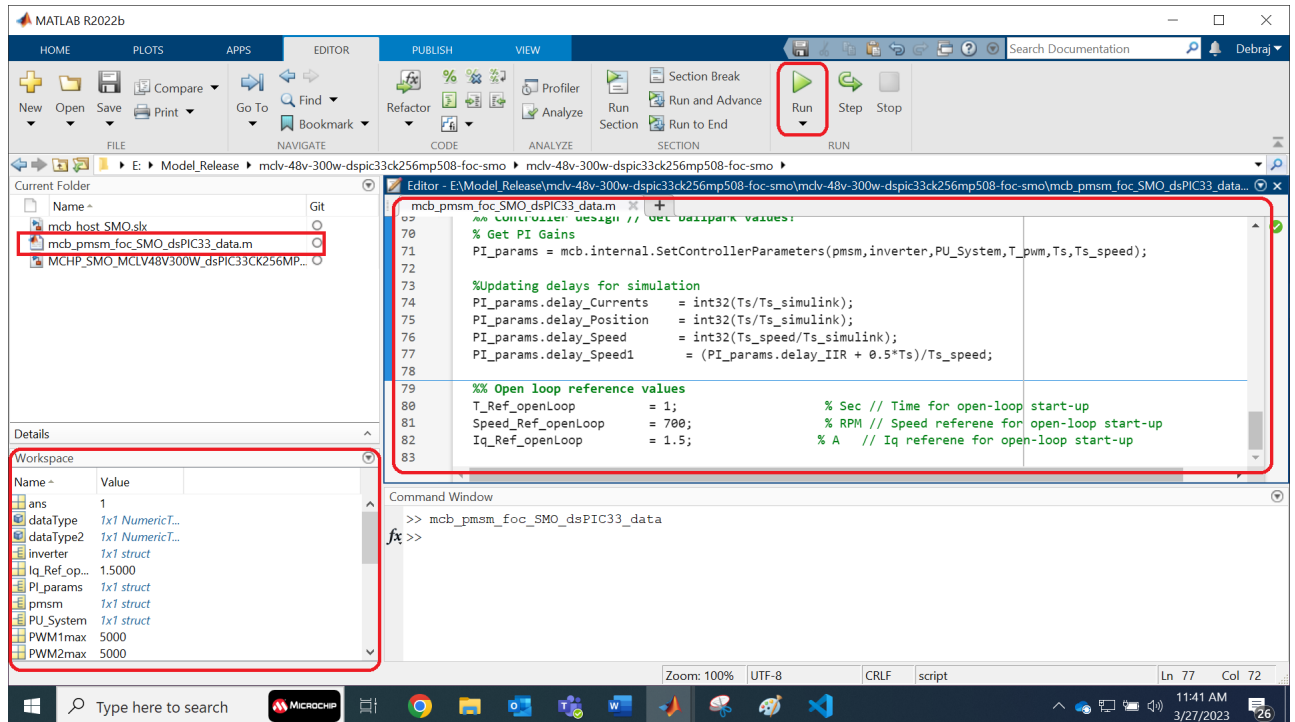 MATLAB R2022b
HOME PLOTS APPS EDITOR PUBLISH VIEW Search Documentation Debraj
New Open Save Compare Print Go To Find Bookmark Refactor Profiler Analyze Run Section Section Break Run and Advance Run to End Run Step Stop
FILE NAVIGATE CODE ANALYZE SECTION RUN
E: Model_Release mclv-48v-300w-dspic33ck256mp508-foc-smo mclv-48v-300w-dspic33ck256mp508-foc-smo
Current Folder
Name Git
mcb_host_SMO.slx
mcb_pmsm_foc_SMO_dsPIC33_data.m
MCHP_SMO_MCLV48V300W_dsPIC33CK256MP...
Details
Workspace
Name Value
ans 1
dataType 1x1 NumericT...
dataType2 1x1 NumericT...
inverter 1x1 struct
Iq_Ref_op... 1.5000
PI_params 1x1 struct
pmsm 1x1 struct
PU_System 1x1 struct
PWM1max 5000
PWM2max 5000
Editor - E:\Model_Release\mclv-48v-300w-dspic33ck256mp508-foc-smo\mclv-48v-300w-dspic33ck256mp508-foc-smo\mcb_pmsm_foc_SMO_dsPIC33_data...
mcb_pmsm_foc_SMO_dsPIC33_data.m
69 %% Controller design // Get ballpark values!
70 % Get PI Gains
71 PI_params = mcb.internal.SetControllerParameters(pmsm,inverter,PU_System,T_pwm,Ts,Ts_speed);
72
73 %Updating delays for simulation
74 PI_params.delay_Currents = int32(Ts/Ts_simulink);
75 PI_params.delay_Position = int32(Ts/Ts_simulink);
76 PI_params.delay_Speed = int32(Ts_speed/Ts_simulink);
77 PI_params.delay_Speed1 = (PI_params.delay_IIR + 0.5*Ts)/Ts_speed;
78
79 %% Open loop reference values
80 T_Ref_openLoop = 1; % Sec // Time for open-loop start-up
81 Speed_Ref_openLoop = 700; % RPM // Speed referene for open-loop start-up
82 Iq_Ref_openLoop = 1.5; % A // Iq referene for open-loop start-up
83
Command Window
>> mcb_pmsm_foc_SMO_dsPIC33_data
fx >>
Zoom: 100% UTF-8 CRLF script Ln 77 Col 72
Type here to search MICROCHIP 11:41 AM
3/27/2023 26